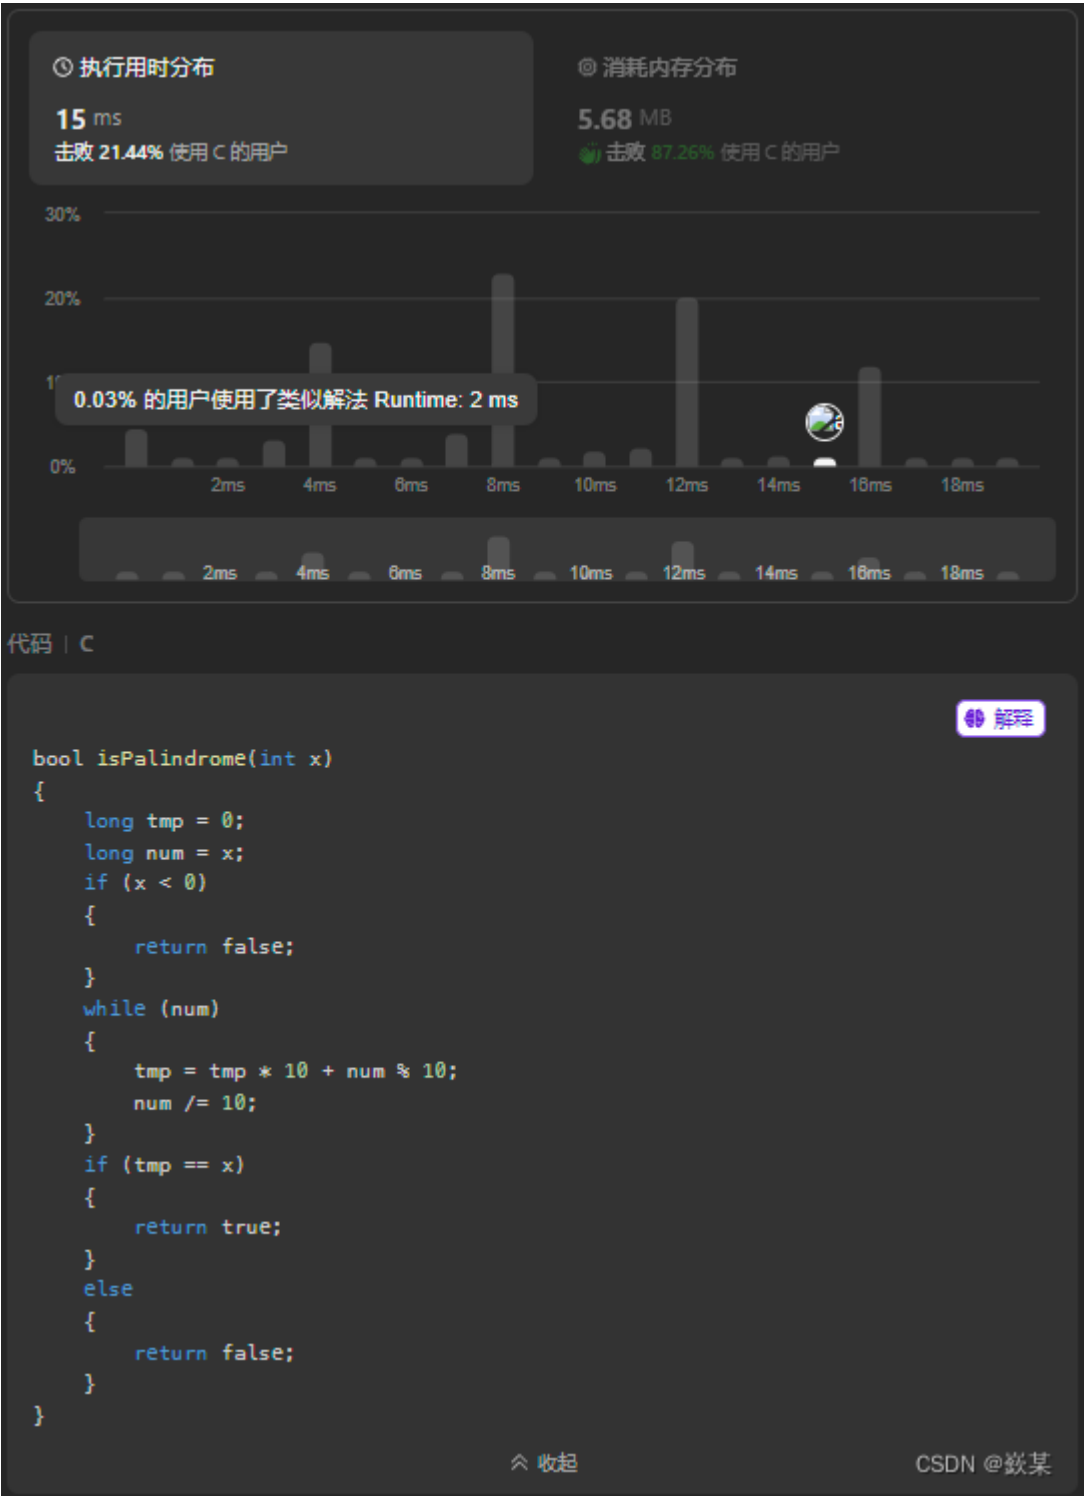 执行用时分布
消耗内存分布
15 ms
5.68 MB
击败 21.44% 使用 C 的用户
击败 87.26% 使用 C 的用户
30%
20%
0.03% 的用户使用了类似解法 Runtime: 2 ms
0%
2ms 4ms 6ms 8ms 10ms 12ms 14ms 16ms 18ms
2ms 4ms 6ms 8ms 10ms 12ms 14ms 16ms 18ms
代码 | C
解释
bool isPalindrome(int x)
{
    long tmp = 0;
    long num = x;
    if (x < 0)
    {
        return false;
    }
    while (num)
    {
        tmp = tmp * 10 + num % 10;
        num /= 10;
    }
    if (tmp == x)
    {
        return true;
    }
    else
    {
        return false;
    }
}
收起
CSDN @嵚某